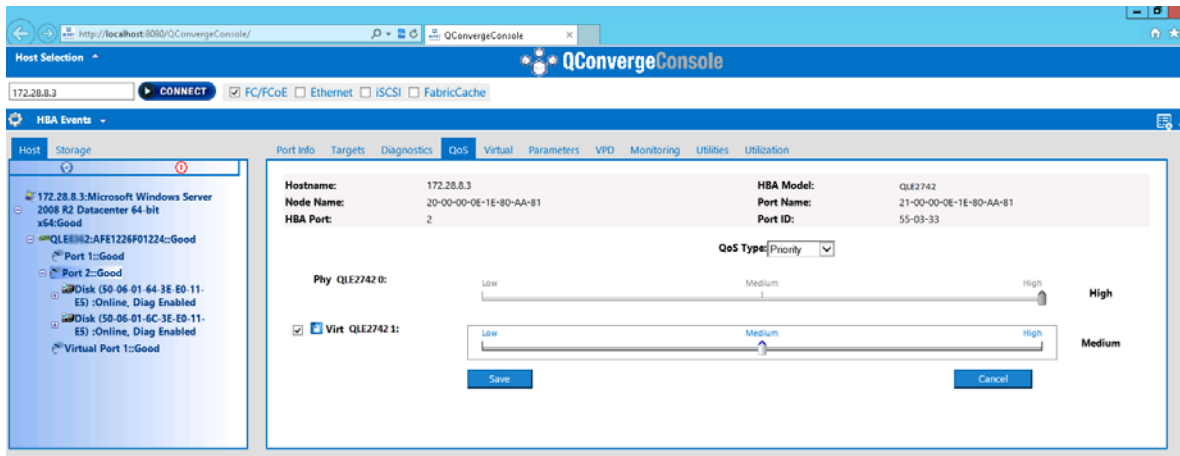 http://localhost:8080/QConvergeConsole/
QConvergeConsole
Host Selection
QConvergeConsole
172.28.8.3
CONNECT
FC/FCoE Ethernet iSCSI FabricCache
HBA Events
Host Storage
Port Info Targets Diagnostics QoS Virtual Parameters VPD Monitoring Utilities Utilization
172.28.8.3:Microsoft Windows Server
2008 R2 Datacenter 64-bit
x64:Good
:AFE1226F01224::Good
Port 1::Good
Port 2::Good
Disk (50-06-01-64-3E-E0-11-
E5) :Online, Diag Enabled
Disk (50-06-01-6C-3E-E0-11-
E5) :Online, Diag Enabled
Virtual Port 1::Good
Hostname: 172.28.8.3 HBA Model: QLE2742
Node Name: 20-00-00-0E-1E-80-AA-81 Port Name: 21-00-00-0E-1E-80-AA-81
HBA Port: 2 Port ID: 55-03-33
QoS Type: Priority
Phy QLE2742 0: Low Medium High High
Virt QLE2742 1: Low Medium High Medium
Save Cancel